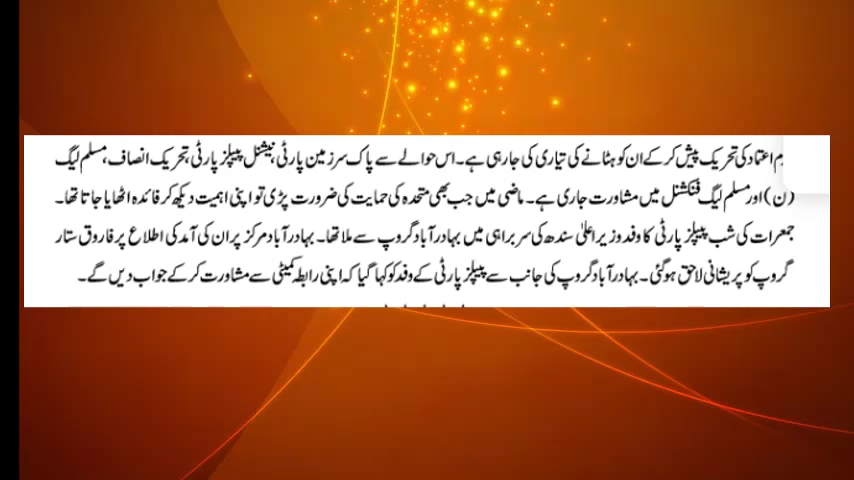 اعتماد کی تحریک پیش کر کے ان کو ہٹانے کی تیاری کی جا رہی ہے۔ اس حوالے سے پاک سرزمین پارٹی، نیشنل پیپلز پارٹی، تحریک انصاف، مسلم لیگ
(ن) اور مسلم لیگ فنکشنل میں مشاورت جاری ہے۔ ماضی میں جب بھی متحدہ کی حمایت کی ضرورت پڑی تو اپنی اہمیت دیکھ کر فائدہ اٹھایا جاتا تھا۔
جمعرات کی شب پیپلز پارٹی کا وفد وزیر اعلیٰ سندھ کی سربراہی میں بہادر آباد گروپ سے ملا تھا۔ بہادر آباد مرکز پر ان کی آمد کی اطلاع پر فاروق ستار
گروپ کو پریشانی لاحق ہو گئی۔ بہادر آباد گروپ کی جانب سے پیپلز پارٹی کے وفد کو کہا گیا کہ اپنی رابطہ کمیٹی سے مشاورت کر کے جواب دیں گے۔